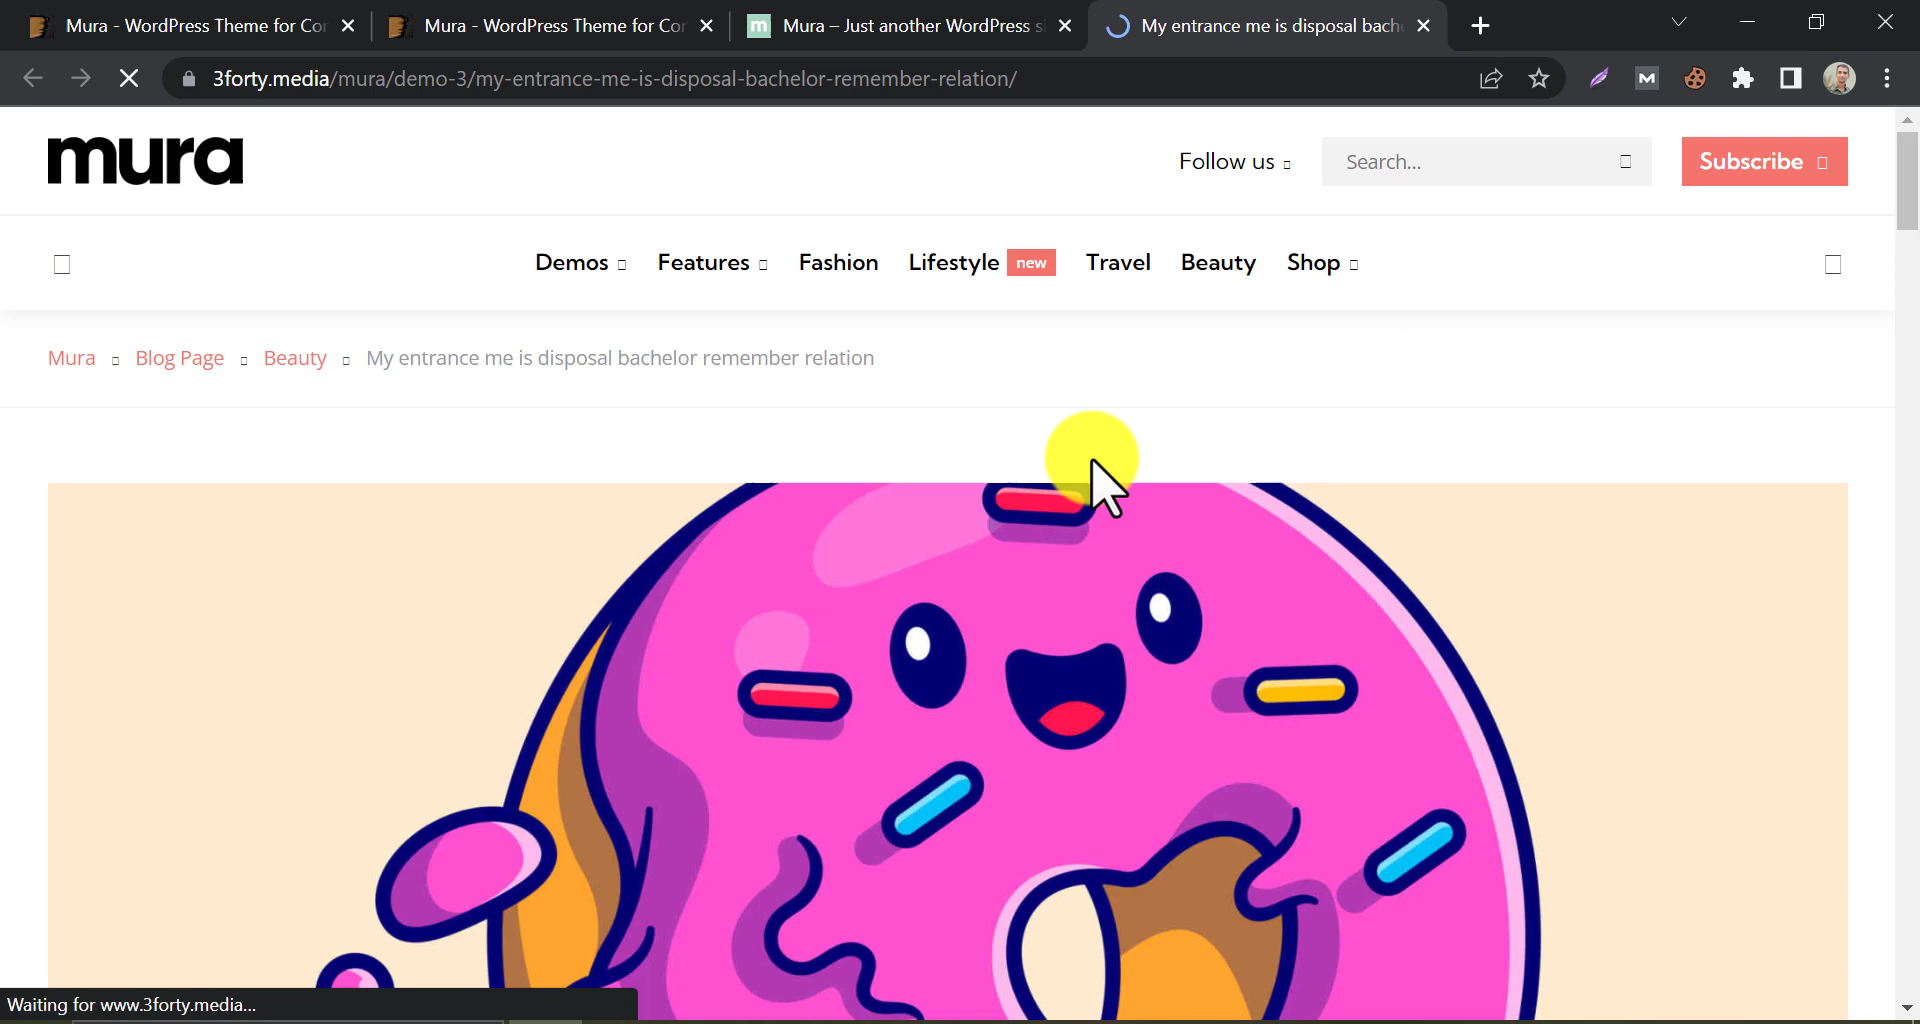 Mura - WordPress Theme for Cor
Mura - WordPress Theme for Cor
m
Mura – Just another WordPress si
My entrance me is disposal bach
3forty.media/mura/demo-3/my-entrance-me-is-disposal-bachelor-remember-relation/
M
mura
Follow us
Search...
Subscribe
Demos
Features
Fashion
Lifestyle
new
Travel
Beauty
Shop
Mura
Blog Page
Beauty
My entrance me is disposal bachelor remember relation
Waiting for www.3forty.media...